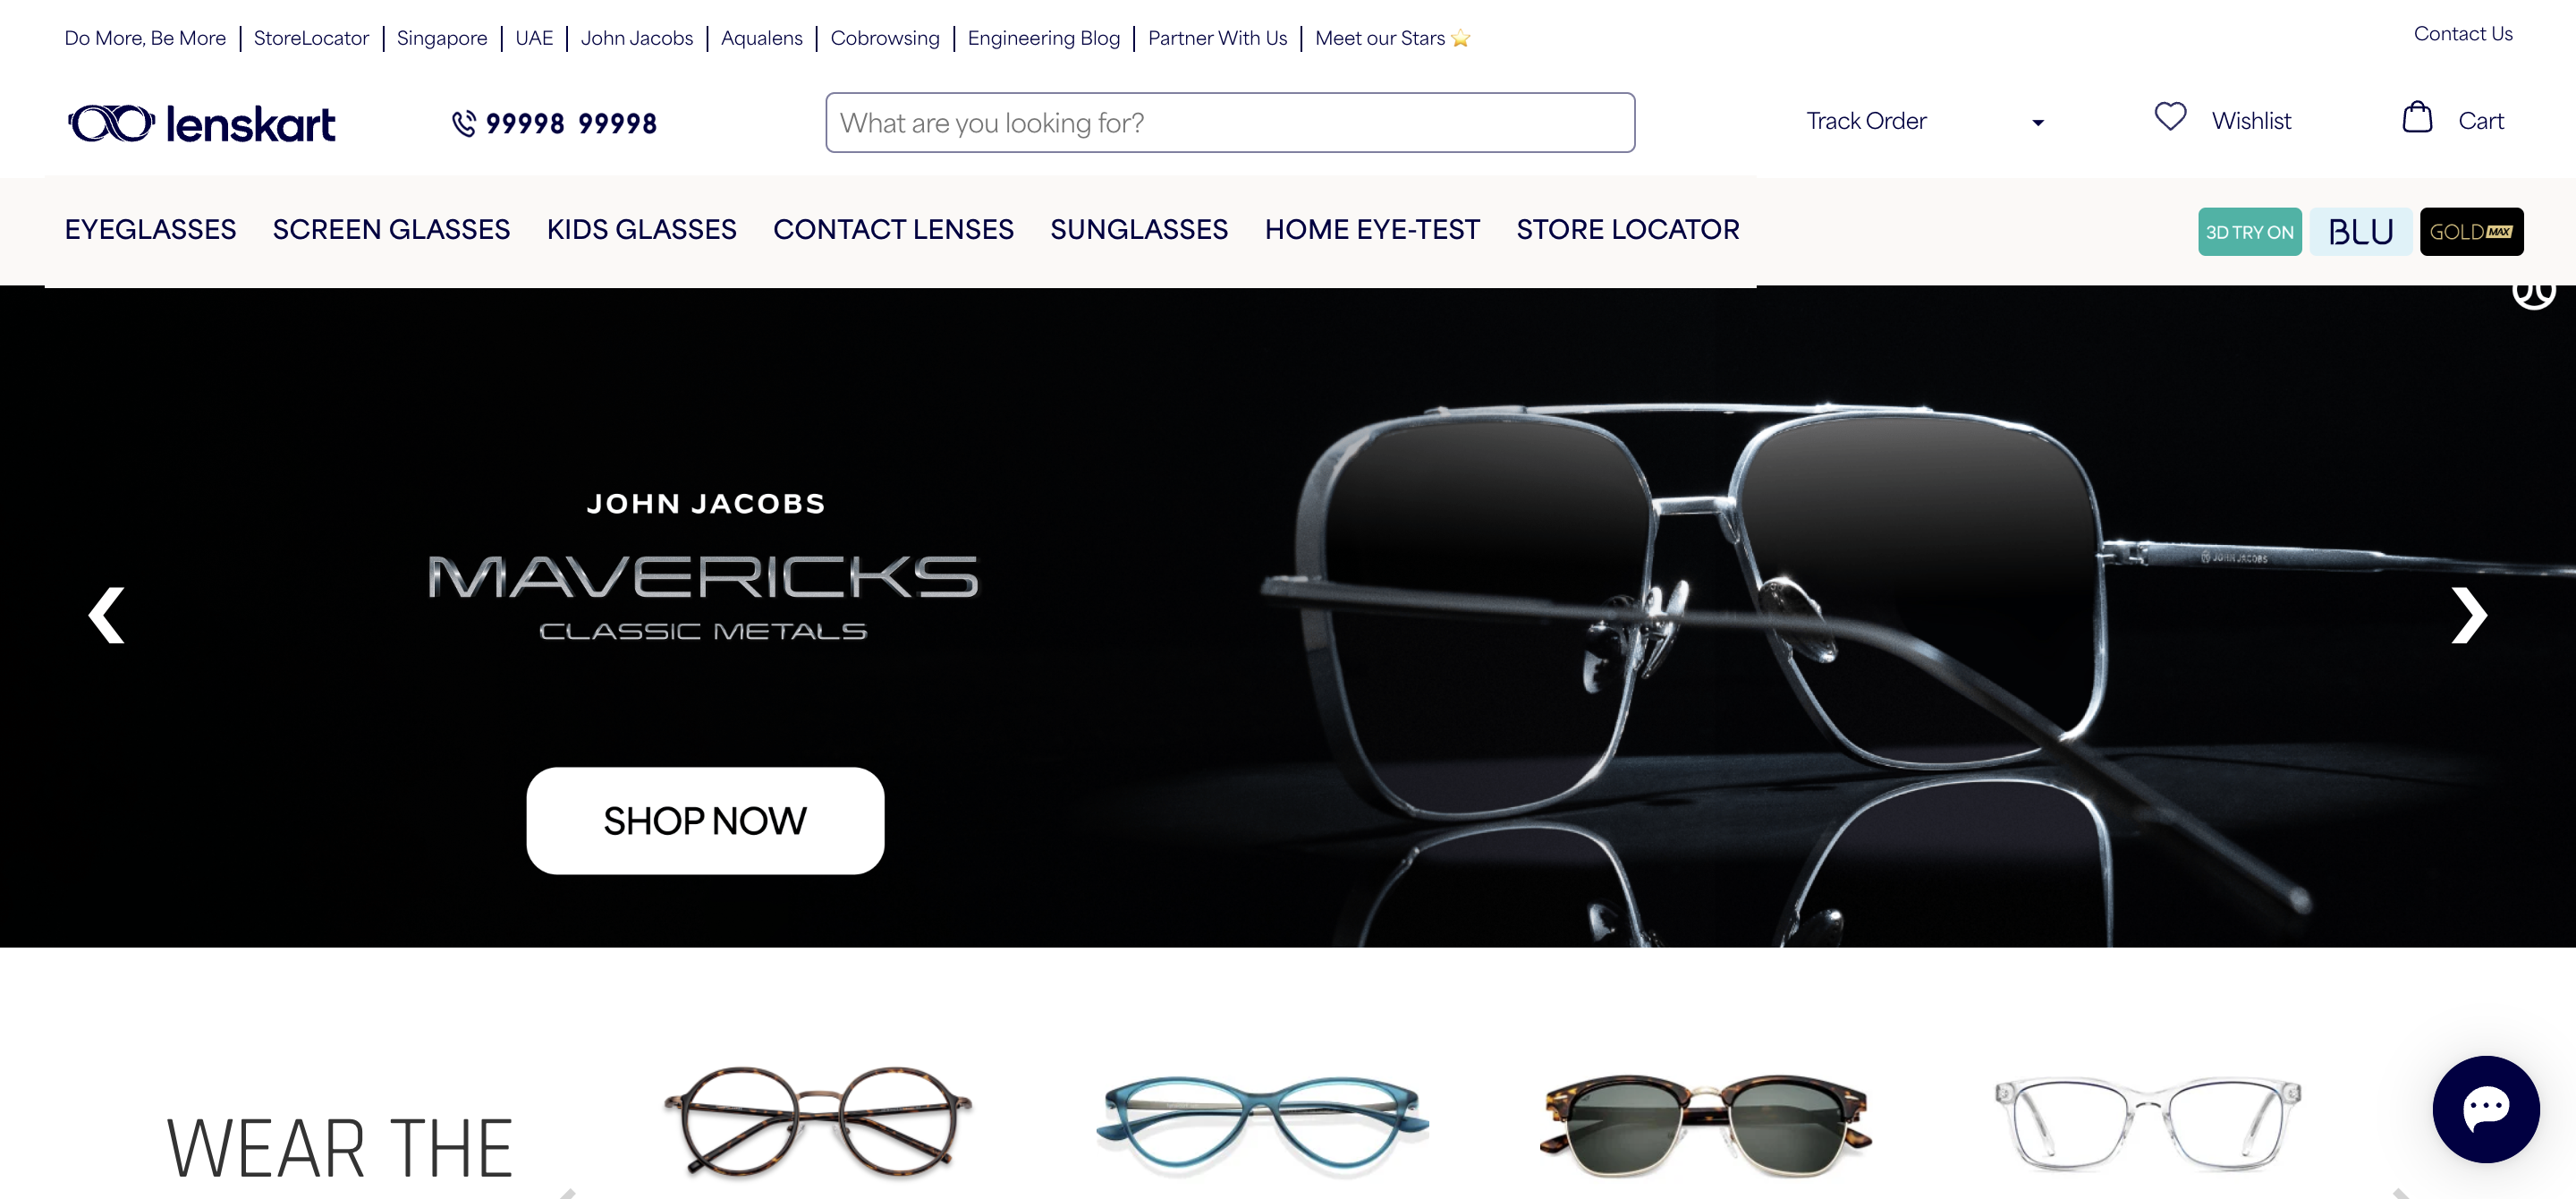 Do More, Be More | StoreLocator | Singapore | UAE | John Jacobs | Aqualens | Cobrowsing | Engineering Blog | Partner With Us | Meet our Stars ⭐
Contact Us
lenskart
99998 99998
What are you looking for?
Track Order
Wishlist
Cart
EYEGLASSES SCREEN GLASSES KIDS GLASSES CONTACT LENSES SUNGLASSES HOME EYE-TEST STORE LOCATOR
3D TRY ON
BLU
GOLD MAX
JOHN JACOBS
MAVERICKS
CLASSIC METALS
JOHN JACOBS
SHOP NOW
WEAR THE